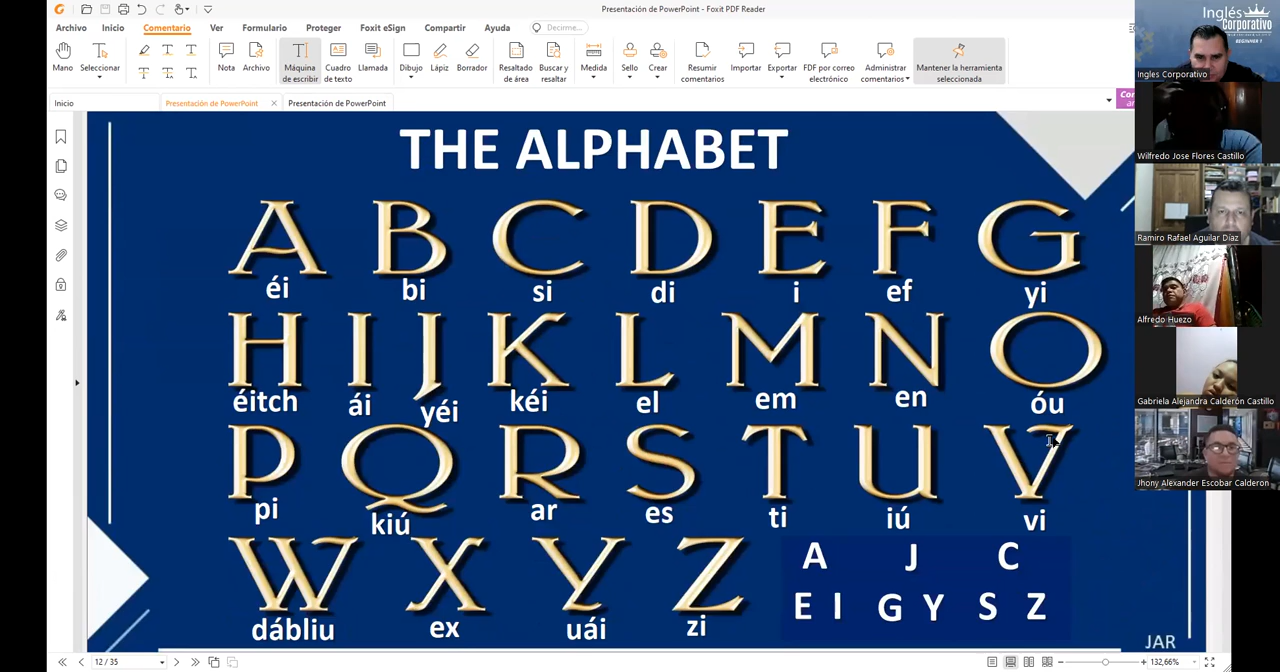 Presentación de PowerPoint - Foxit PDF Reader
Archivo Inicio Comentario Ver Formulario Proteger Foxit eSign Compartir Ayuda Decirme...
Mano Seleccionar Nota Archivo Máquina de escribir Cuadro de texto Llamada Dibujo Lápiz Borrador Resaltado de área Buscar y resaltar Medida Sello Crear Resumir comentarios Importar Exportar PDF por correo electrónico Administrar comentarios Mantener la herramienta seleccionada
Inicio Presentación de PowerPoint Presentación de PowerPoint
THE ALPHABET
A B C D E F G
éi bi si di i ef yi
H I J K L M N O
éitch ái yéi kéi el em en óu
P Q R S T U V
pi kiú ar es ti iú vi
W X Y Z
dábliu ex uái zi
A J C
E I G Y S Z
JAR
12 / 35 132,66%
Inglés
Corporativo
BEGINNER 1
Ingles Corporativo
Wilfredo Jose Flores Castillo
Ramiro Rafael Aguilar Díaz
Alfredo Huezo
Gabriela Alejandra Calderón Castillo
Jhony Alexander Escobar Calderon